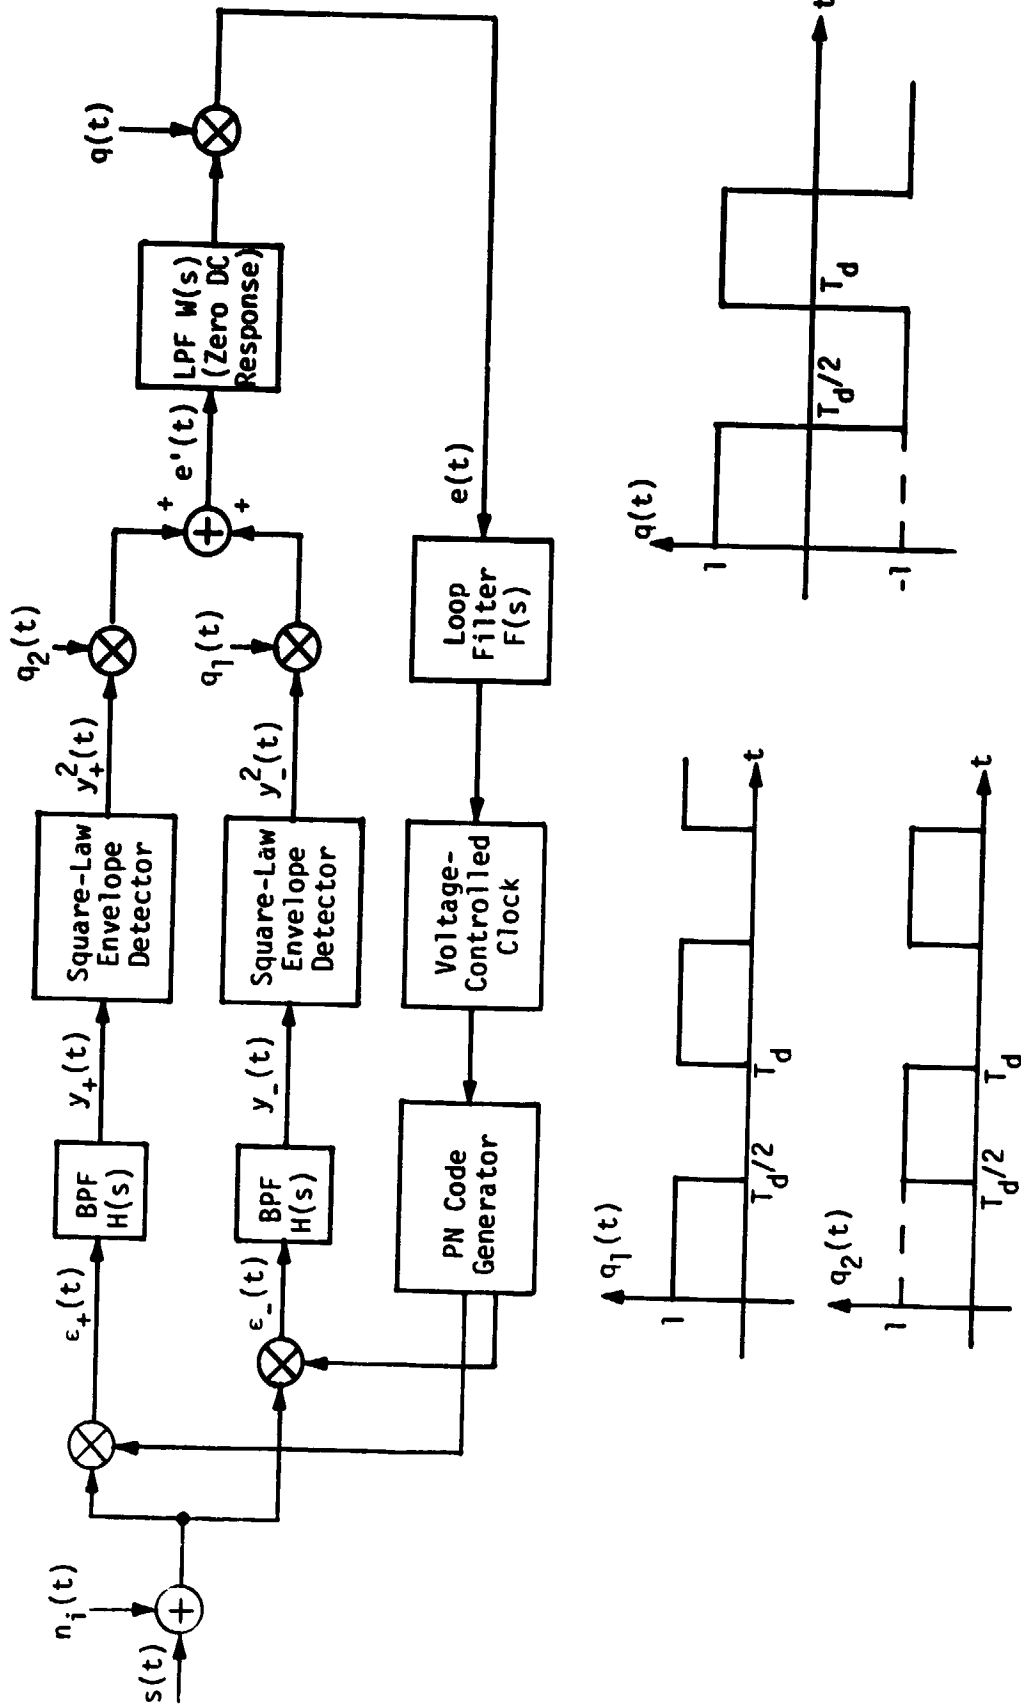 n_i(t)
s(t)
ε_+(t)
BPF
H(s)
y_+(t)
Square-Law
Envelope
Detector
y_+^2(t)
q_2(t)
ε_-(t)
BPF
H(s)
y_-(t)
Square-Law
Envelope
Detector
y_-^2(t)
q_1(t)
+
+
e'(t)
LPF W(s)
(Zero DC
Response)
q(t)
e(t)
Loop
Filter
F(s)
Voltage-
Controlled
Clock
PN Code
Generator
q_1(t)
1
T_d/2
T_d
t
q_2(t)
1
T_d/2
T_d
t
q(t)
1
-1
T_d/2
T_d
t